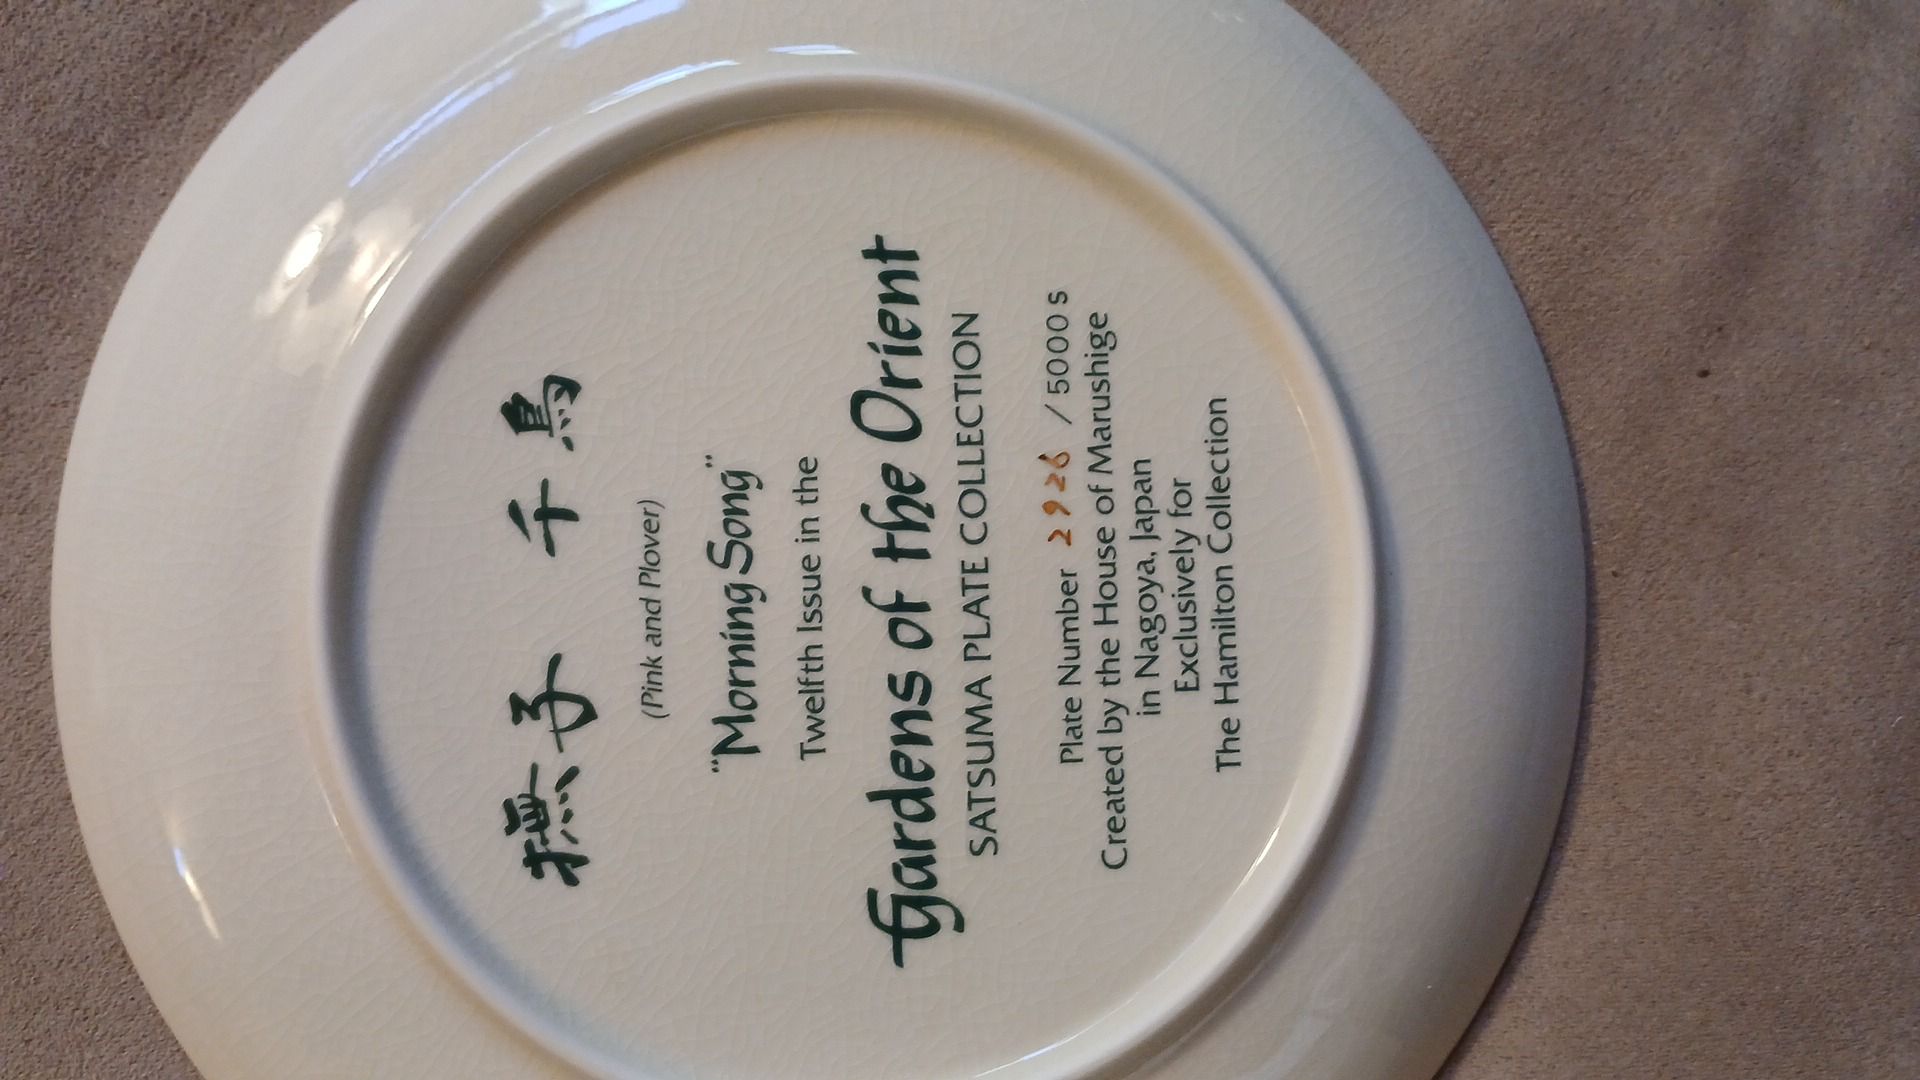 撫子 千鳥
(Pink and Plover)
"Morning Song"
Twelfth Issue in the
Gardens of the Orient
SATSUMA PLATE COLLECTION
Plate Number 2926 / 5000 s
Created by the House of Marushige
in Nagoya, Japan
Exclusively for
The Hamilton Collection